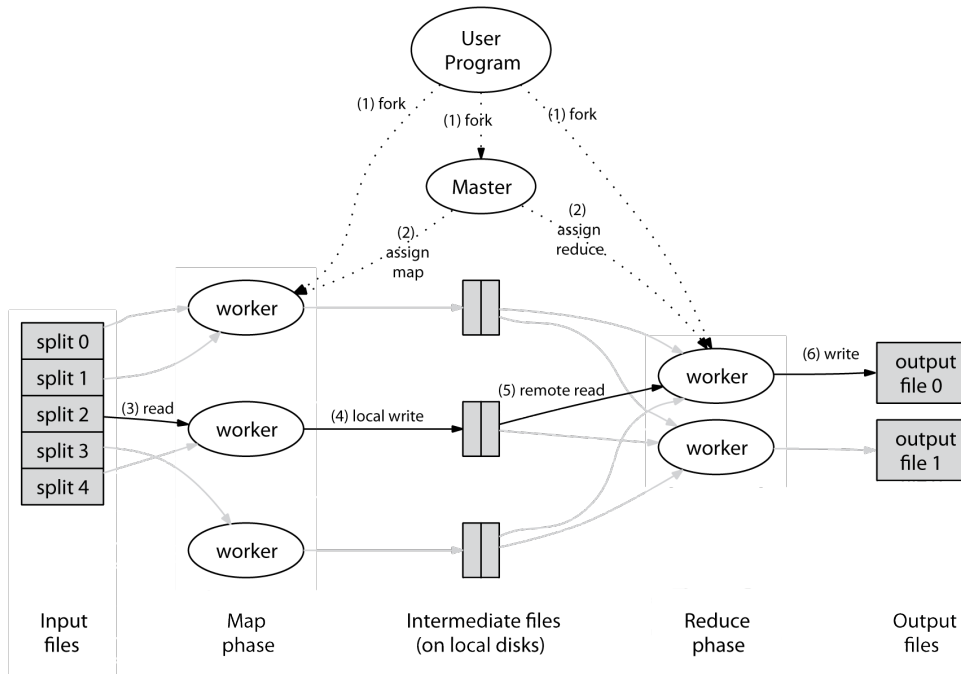 User
Program
(1) fork
(1) fork
(1) fork
Master
(2)
assign
map
(2)
assign
reduce
worker
split 0
split 1
split 2
split 3
split 4
(3) read
worker
(4) local write
(5) remote read
worker
(6) write
output
file 0
worker
output
file 1
worker
Input
files
Map
phase
Intermediate files
(on local disks)
Reduce
phase
Output
files